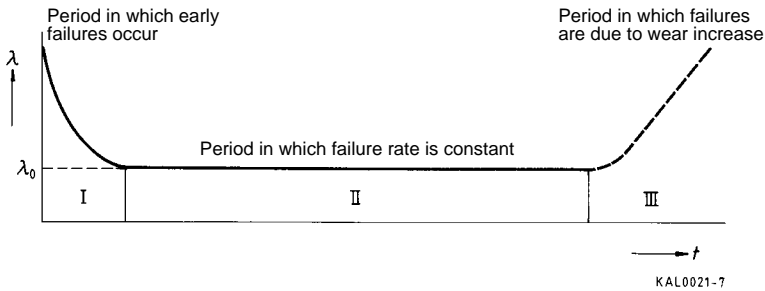 Period in which early
failures occur
Period in which failures
are due to wear increase
λ
Period in which failure rate is constant
λ₀
I
II
III
t
KAL0021-7